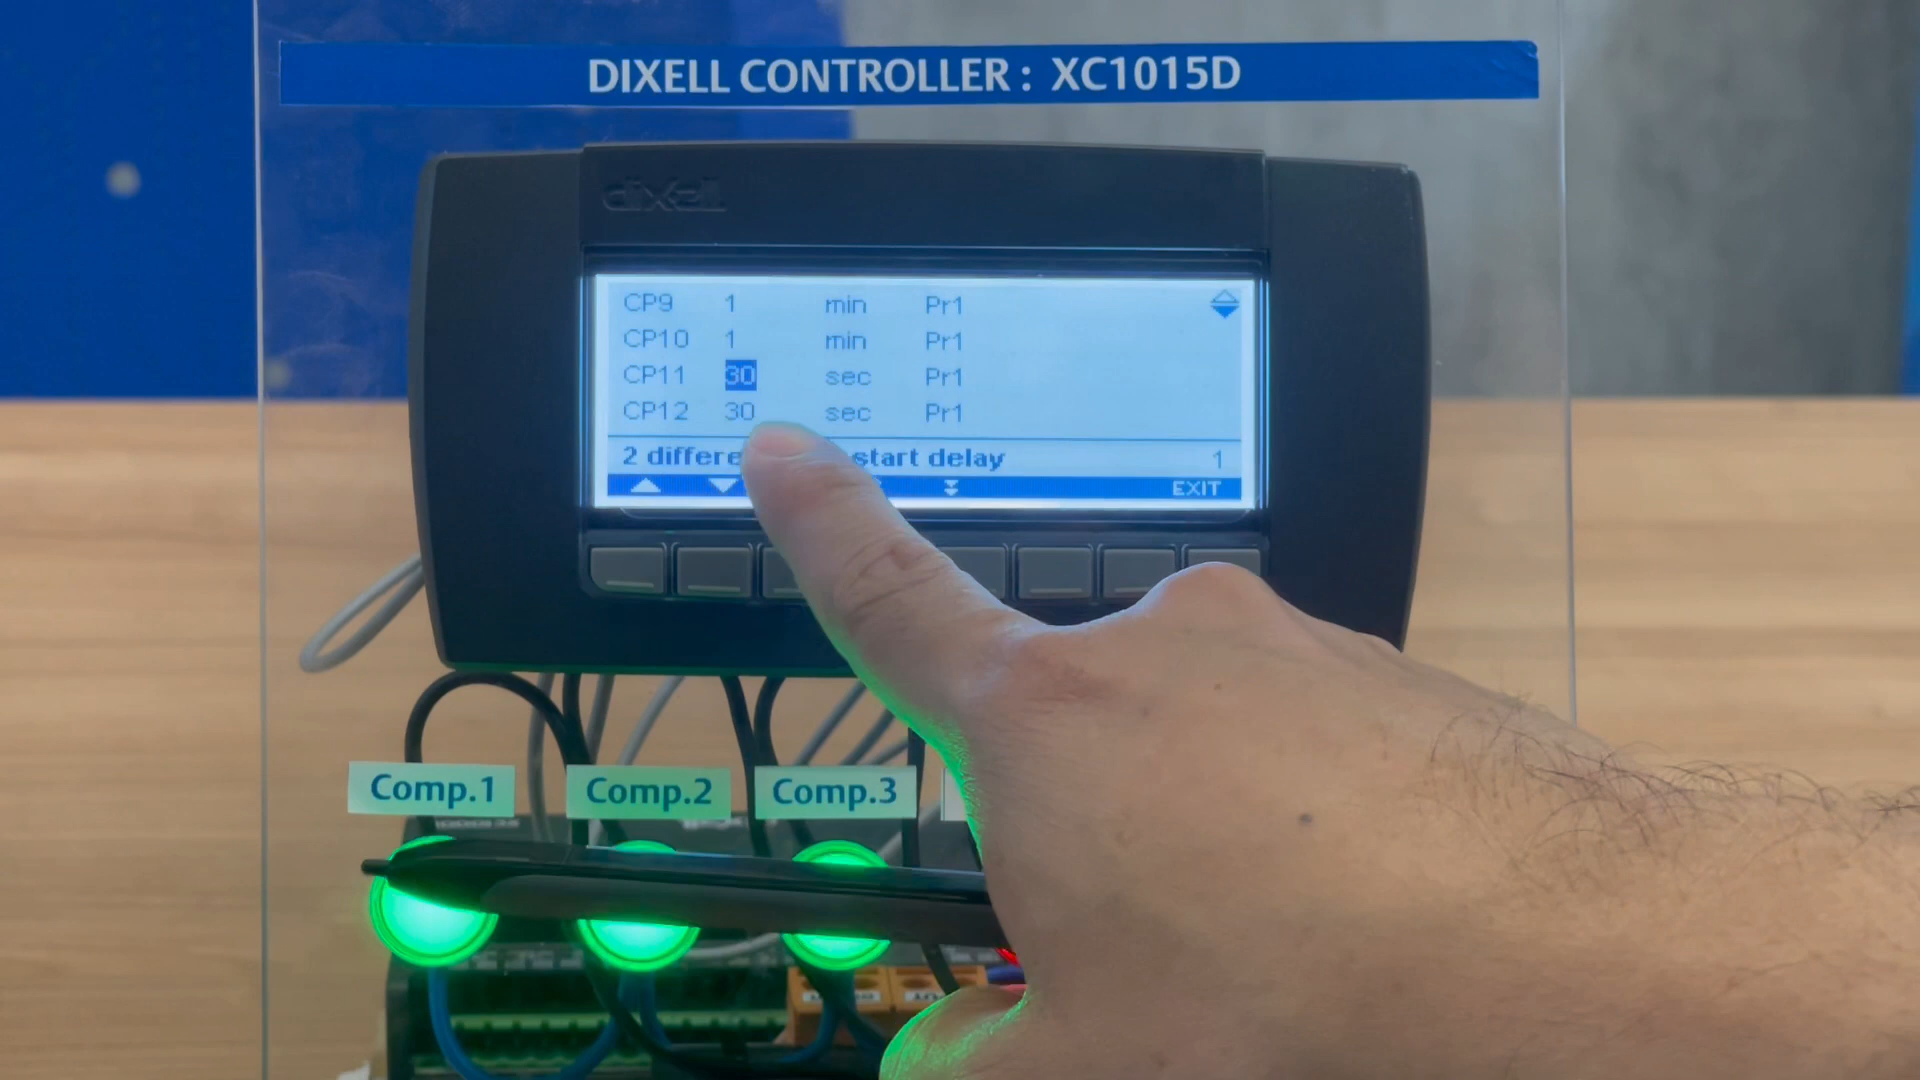 DIXELL CONTROLLER : XC1015D
dixell
CP9 1 min Pr1
CP10 1 min Pr1
CP11 30 sec Pr1
CP12 30 sec Pr1
2 differe start delay 1
EXIT
Comp.1 Comp.2 Comp.3